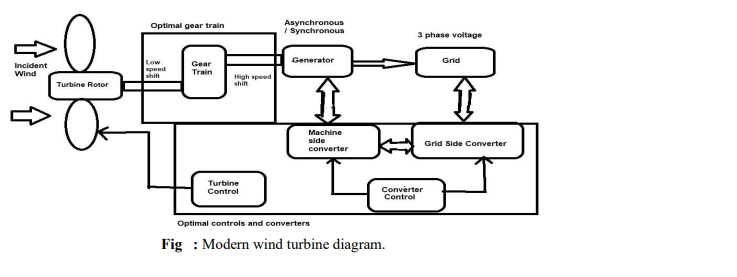 Asynchronous
/ Synchronous
Optimal gear train
3 phase voltage
Incident
Wind
Turbine Rotor
Low
speed
shift
Gear
Train
High speed
shift
Generator
Grid
Machine
side
converter
Grid Side Converter
Turbine
Control
Converter
Control
Optimal controls and converters
Fig : Modern wind turbine diagram.